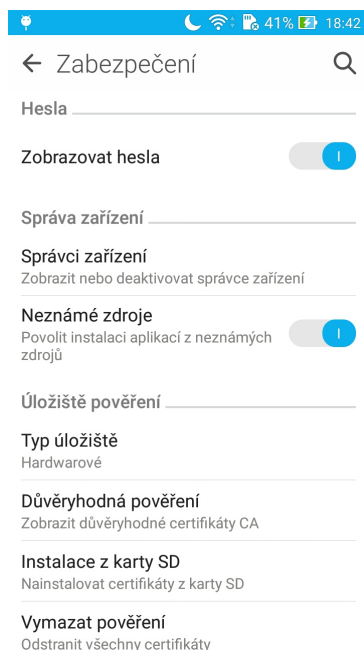 41% 18:42
Zabezpečení
Hesla
Zobrazovat hesla
Správa zařízení
Správci zařízení
Zobrazit nebo deaktivovat správce zařízení
Neznámé zdroje
Povolit instalaci aplikací z neznámých
zdrojů
Úložiště pověření
Typ úložiště
Hardwarové
Důvěryhodná pověření
Zobrazit důvěryhodné certifikáty CA
Instalace z karty SD
Nainstalovat certifikáty z karty SD
Vymazat pověření
Odstranit všechny certifikáty